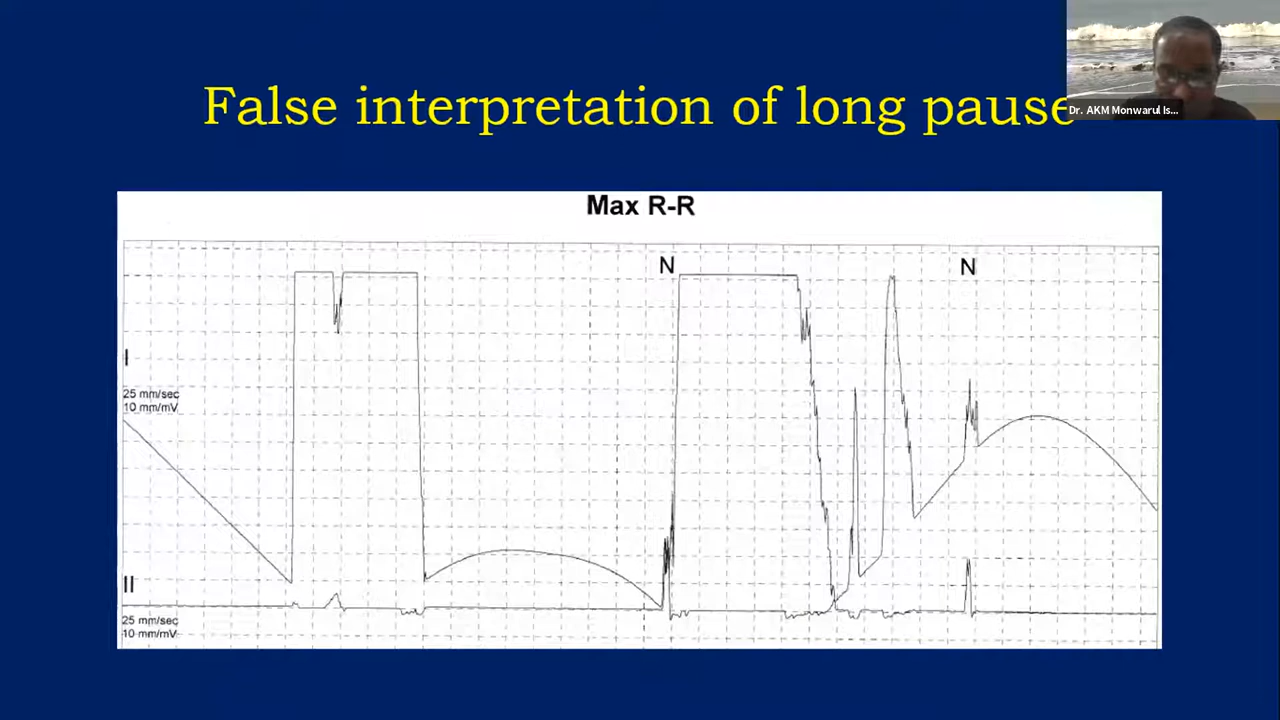 False interpretation of long pause
Dr. AKM Monwarul Is...
Max R-R
N
N
I
25 mm/sec
10 mm/mV
II
25 mm/sec
10 mm/mV